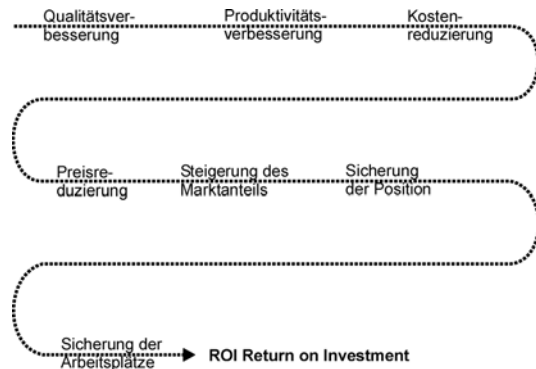 Qualitätsver-
besserung
Produktivitäts-
verbesserung
Kosten-
reduzierung
Preisre-
duzierung
Steigerung des
Marktanteils
Sicherung
der Position
Sicherung der
Arbeitsplätze
ROI Return on Investment